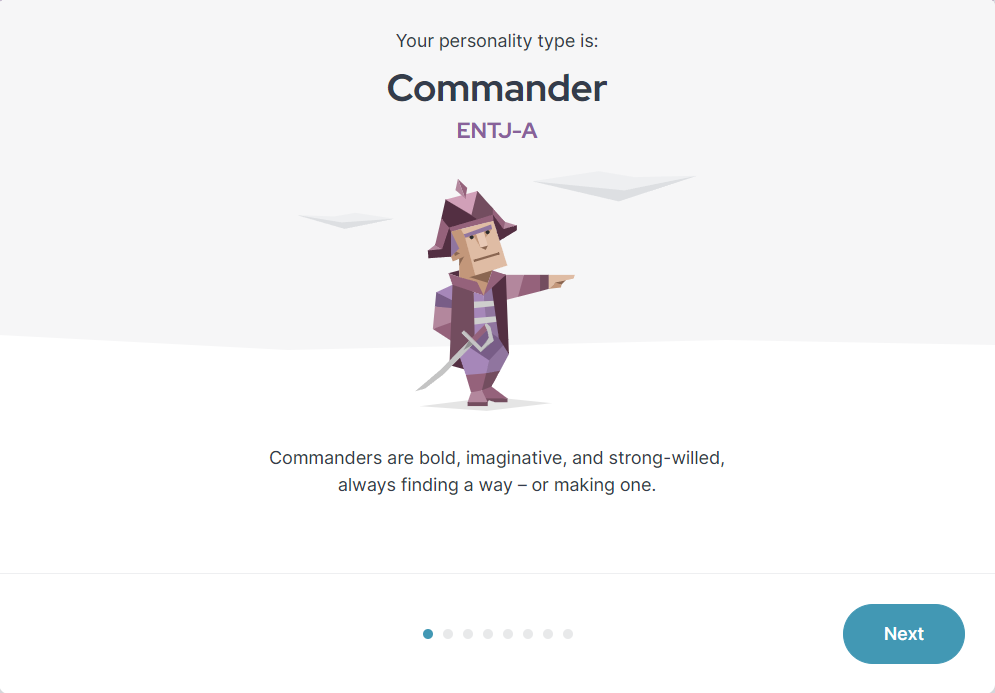 Your personality type is:
Commander
ENTJ-A
Commanders are bold, imaginative, and strong-willed,
always finding a way – or making one.
Next